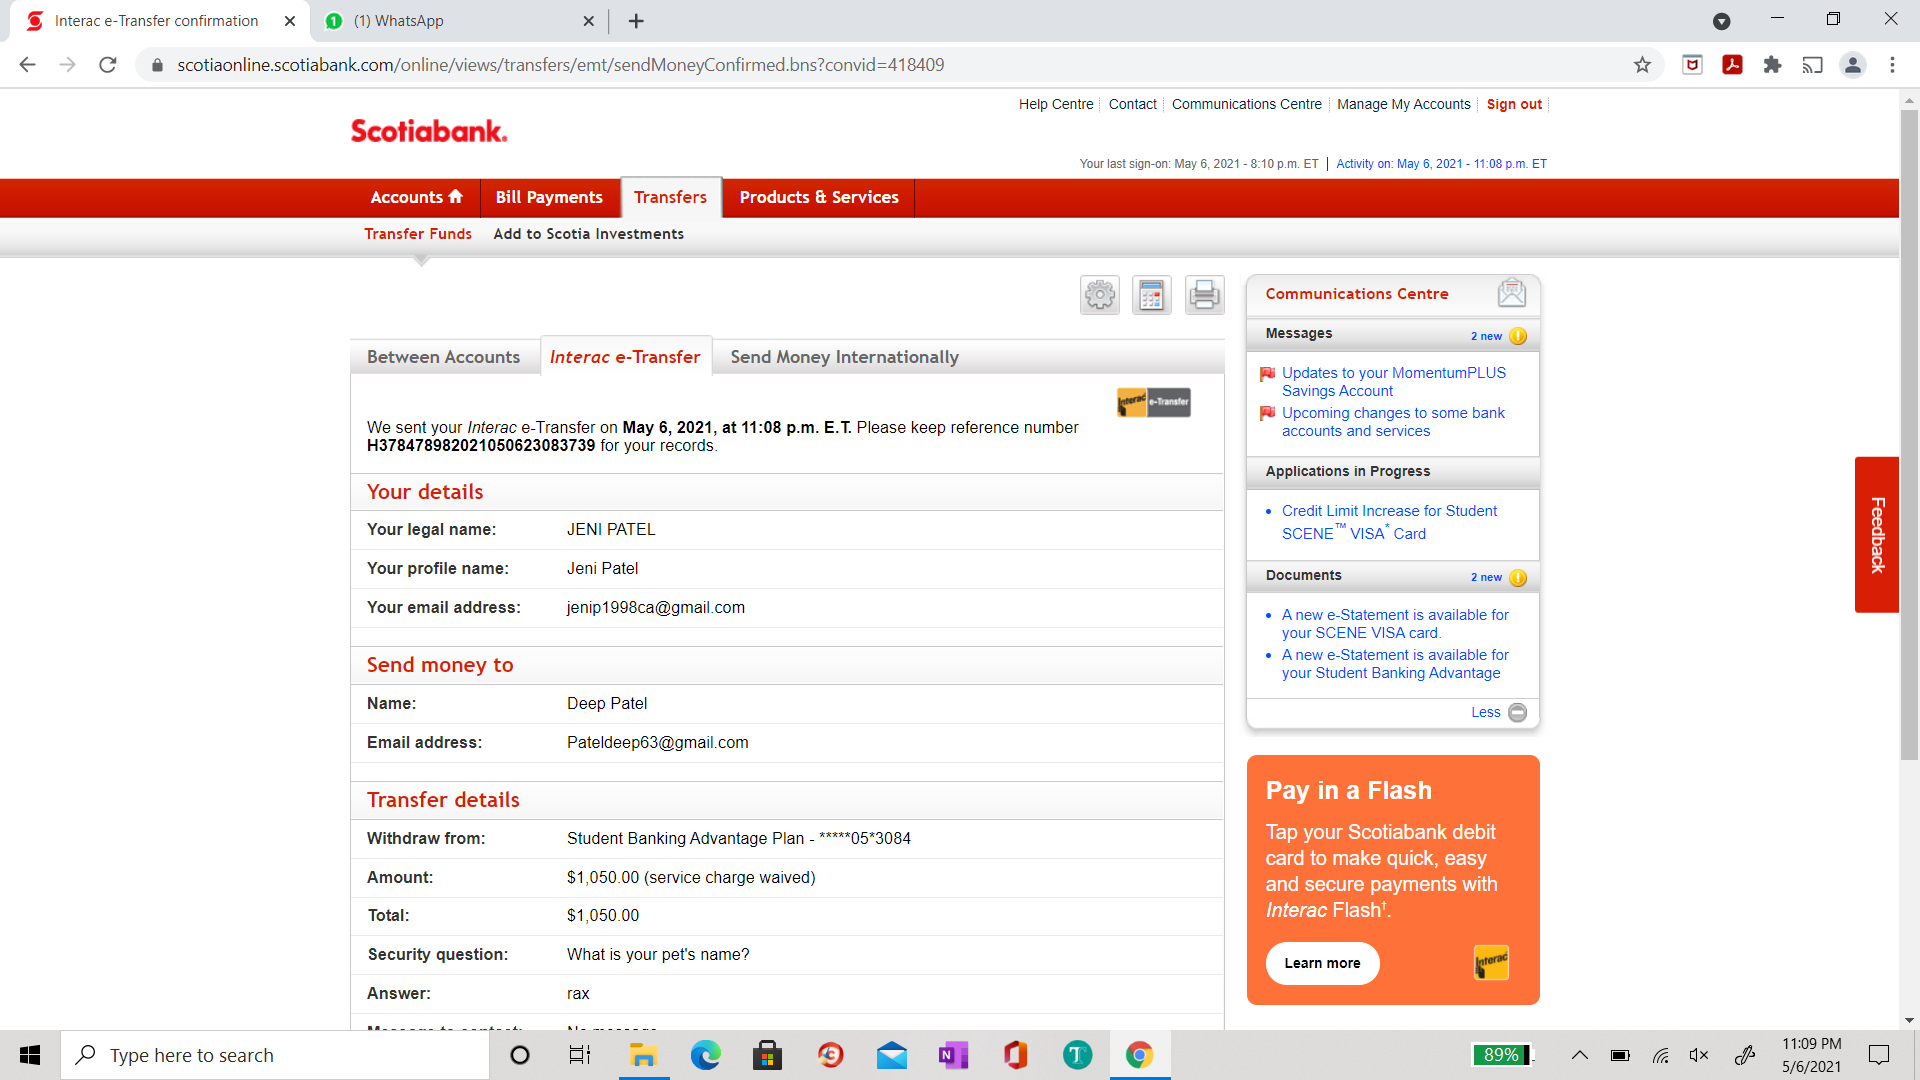 Interac e-Transfer confirmation
(1) WhatsApp
scotiaonline.scotiabank.com/online/views/transfers/emt/sendMoneyConfirmed.bns?convid=418409
Help Centre
Contact
Communications Centre
Manage My Accounts
Sign out
Scotiabank.
Your last sign-on: May 6, 2021 - 8:10 p.m. ET
Activity on: May 6, 2021 - 11:08 p.m. ET
Accounts
Bill Payments
Transfers
Products & Services
Transfer Funds
Add to Scotia Investments
Between Accounts
Interac e-Transfer
Send Money Internationally
Interac e-Transfer
We sent your Interac e-Transfer on May 6, 2021, at 11:08 p.m. E.T. Please keep reference number
H378478982021050623083739 for your records.
Your details
Your legal name: JENI PATEL
Your profile name: Jeni Patel
Your email address: jenip1998ca@gmail.com
Send money to
Name: Deep Patel
Email address: Pateldeep63@gmail.com
Transfer details
Withdraw from: Student Banking Advantage Plan - *****05*3084
Amount: $1,050.00 (service charge waived)
Total: $1,050.00
Security question: What is your pet's name?
Answer: rax
Communications Centre
Messages 2 new
Updates to your MomentumPLUS
Savings Account
Upcoming changes to some bank
accounts and services
Applications in Progress
Credit Limit Increase for Student
SCENE™ VISA* Card
Documents 2 new
A new e-Statement is available for
your SCENE VISA card.
A new e-Statement is available for
your Student Banking Advantage
Less
Pay in a Flash
Tap your Scotiabank debit
card to make quick, easy
and secure payments with
Interac Flash†.
Learn more
Interac
Feedback
Type here to search
89%
11:09 PM
5/6/2021